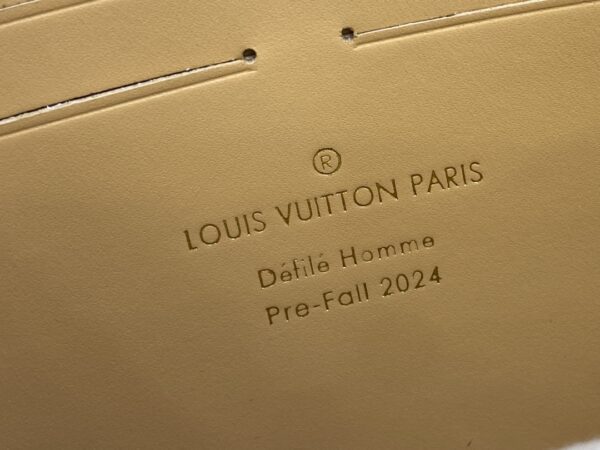 ®
LOUIS VUITTON PARIS
Défilé Homme
Pre-Fall 2024